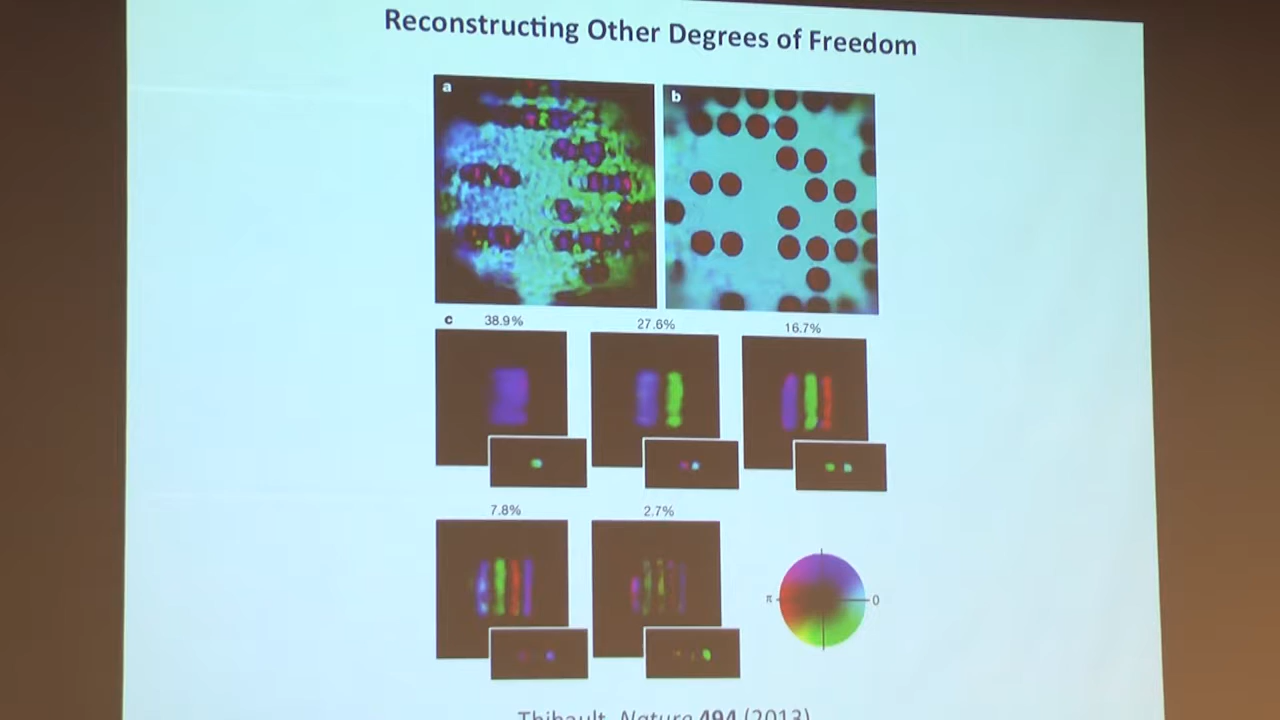 Reconstructing Other Degrees of Freedom
a
b
c
38.9%
27.6%
16.7%
7.8%
2.7%
π
0
Thibault, Nature 494 (2013)